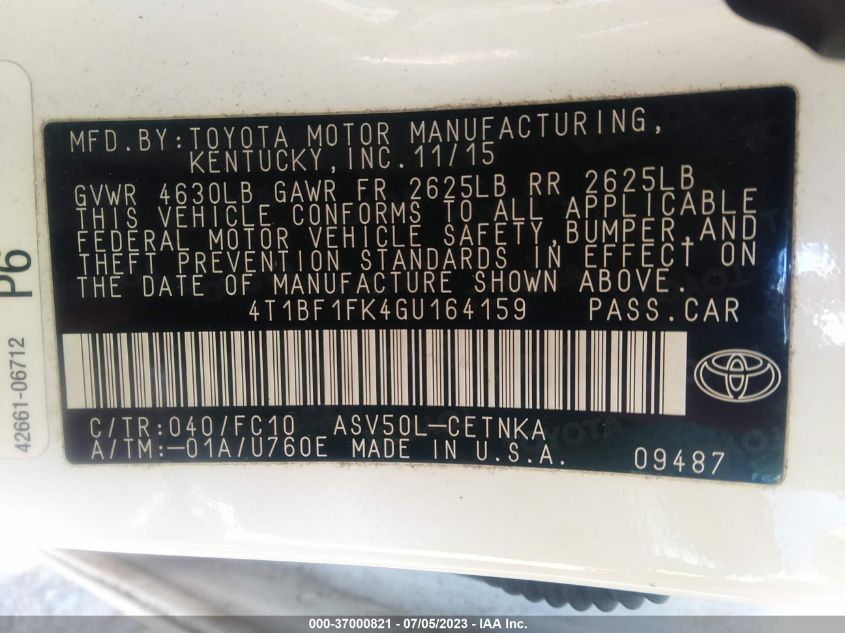 MFD.BY:TOYOTA MOTOR MANUFACTURING,
KENTUCKY,INC.11/15
GVWR 4630LB GAWR FR 2625LB RR 2625LB
THIS VEHICLE CONFORMS TO ALL APPLICABLE
FEDERAL MOTOR VEHICLE SAFETY,BUMPER,AND
THEFT PREVENTION STANDARDS IN EFFECT ON
THE DATE OF MANUFACTURE SHOWN ABOVE.
4T1BF1FK4GU164159 PASS.CAR
C/TR:040/FC10 ASV50L-CETNKA
A/TM:-01A/U760E MADE IN U.S.A. 09487
42661-06712 P6
000-37000821 - 07/05/2023 - IAA Inc.